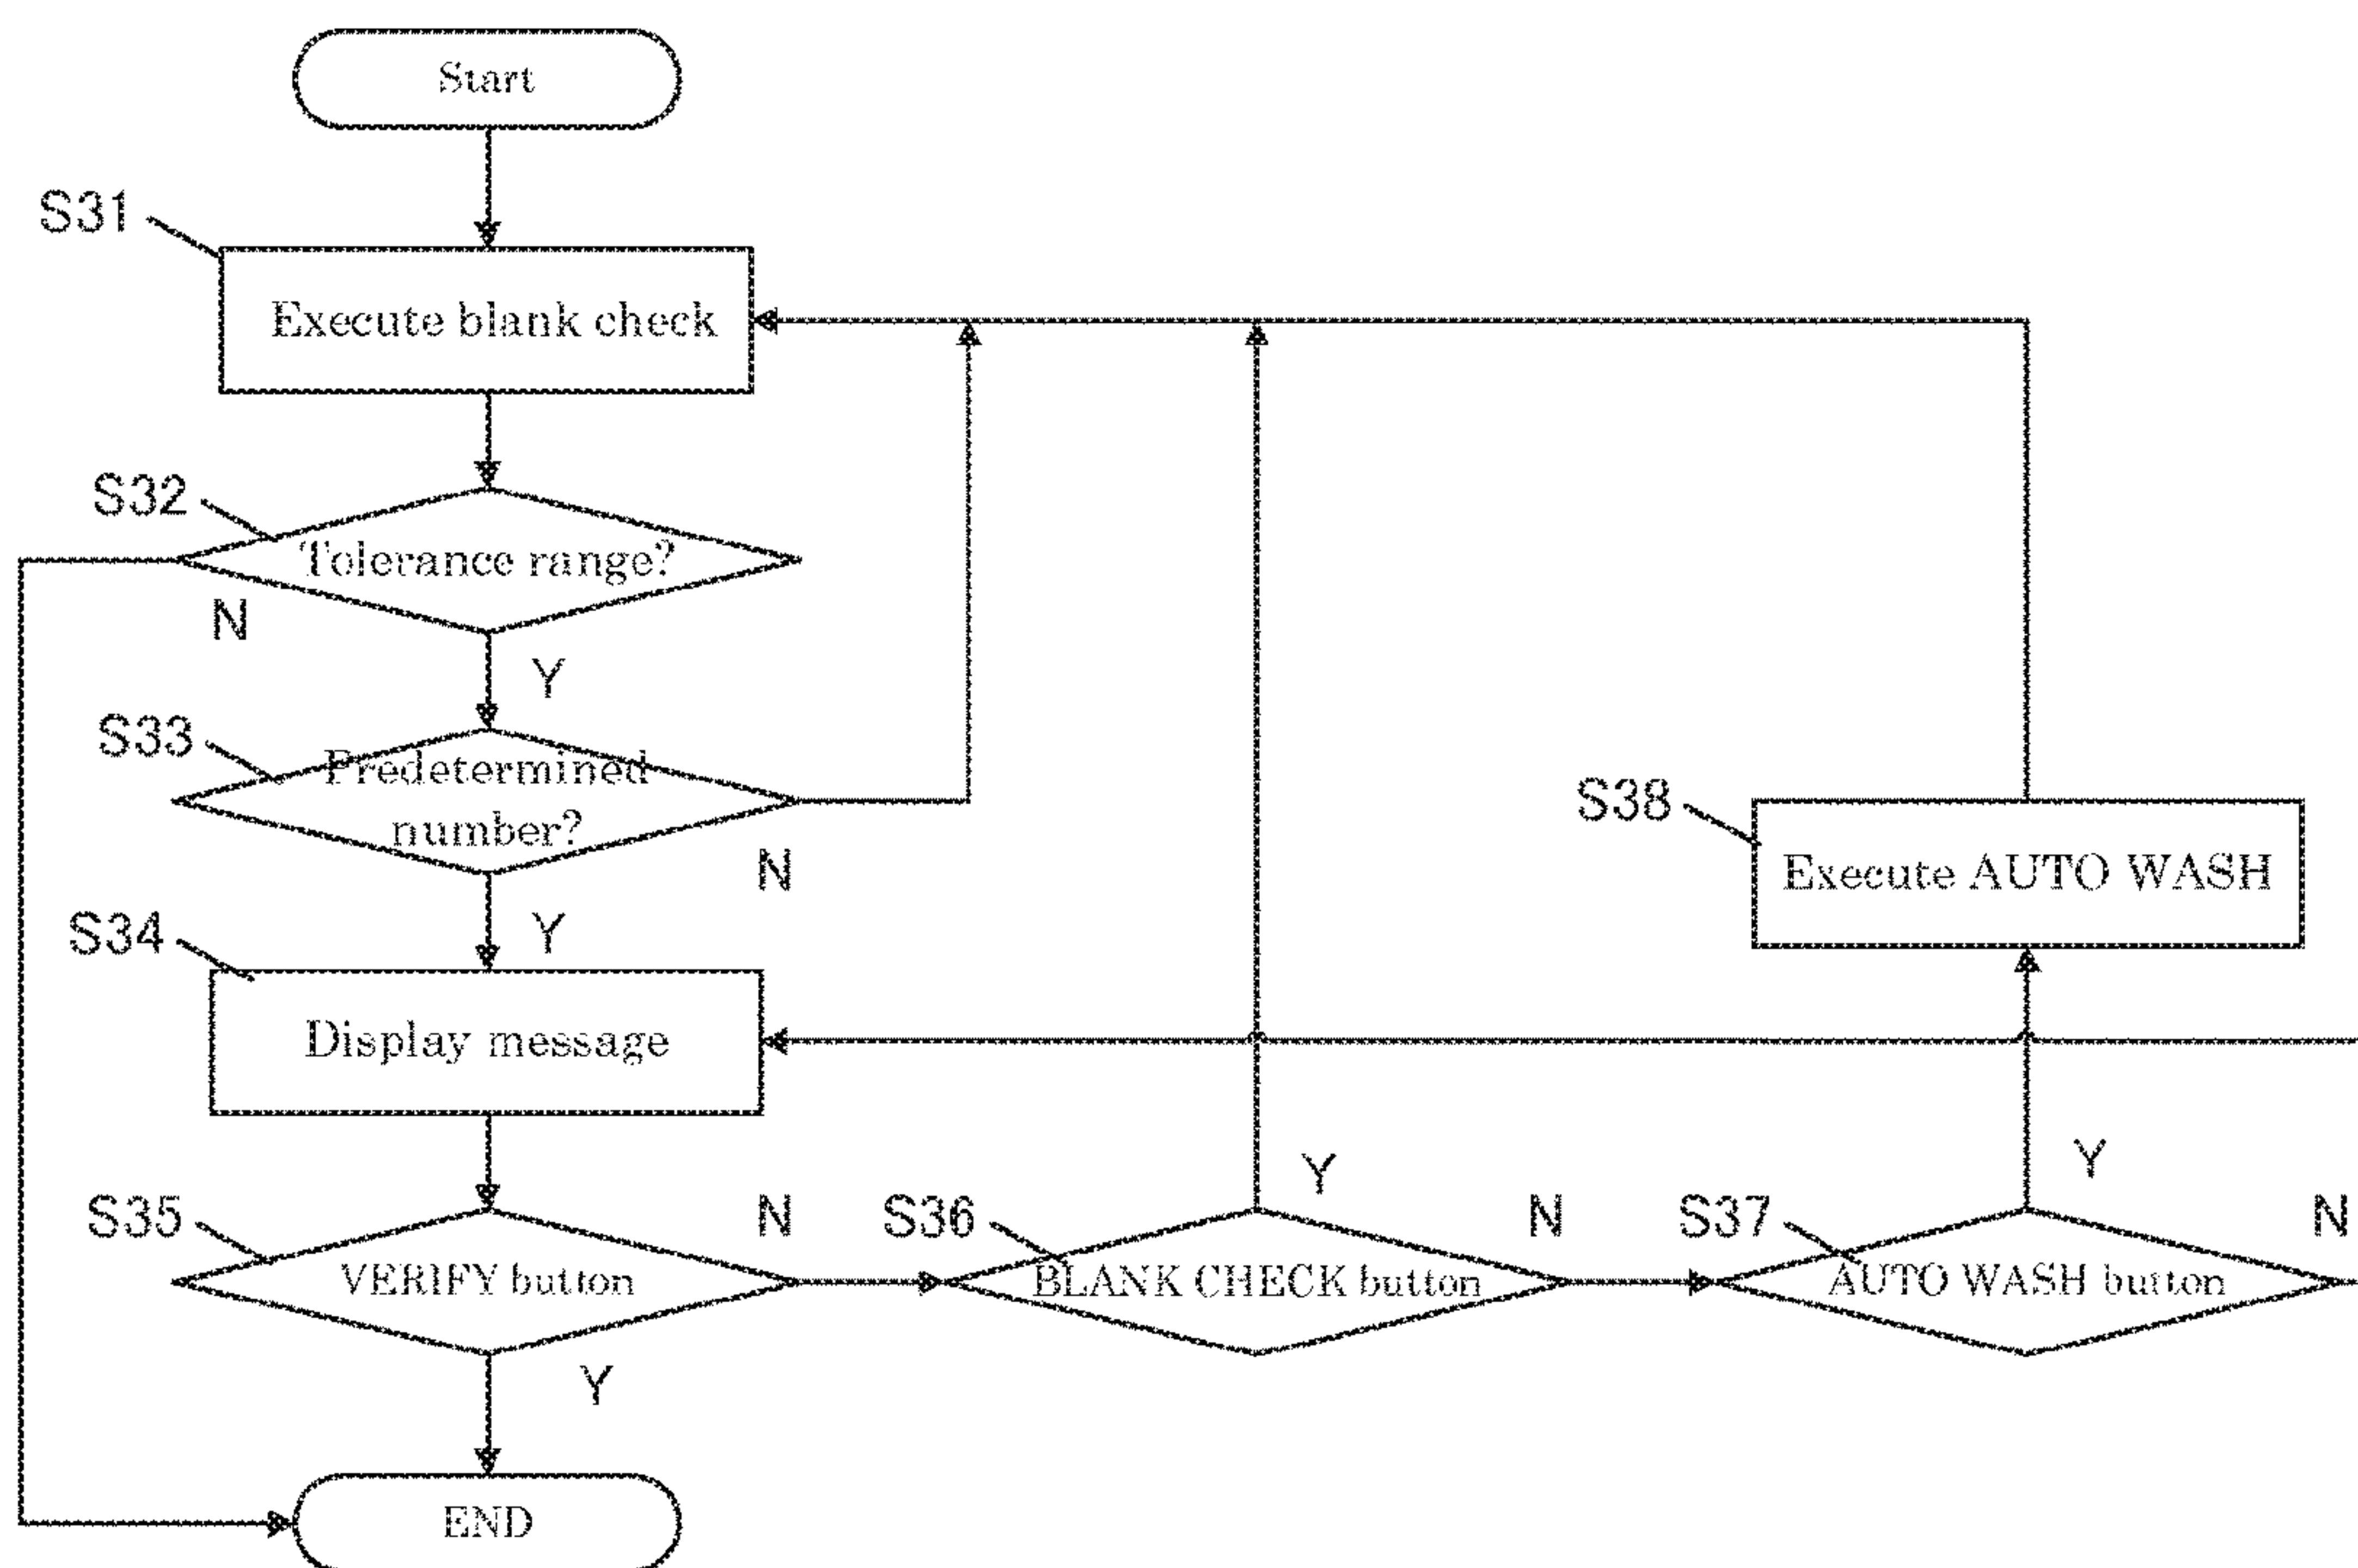 Start
S31
Execute blank check
S32
Tolerance range?
N
Y
S33
Predetermined
number?
N
Y
S34
Display message
S38
Execute AUTO WASH
S35
VERIFY button
N
Y
S36
BLANK CHECK button
Y
N
S37
AUTO WASH button
Y
N
END